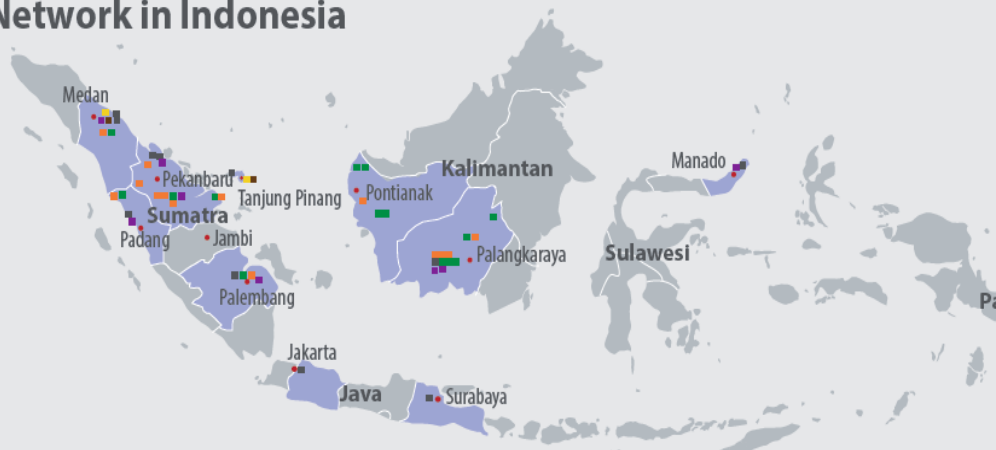 Network in Indonesia
Medan
Kalimantan
Manado
Pekanbaru
Pontianak
Tanjung Pinang
Sumatra
Padang
Jambi
Palangkaraya
Sulawesi
Palembang
Pa
Jakarta
Java
Surabaya